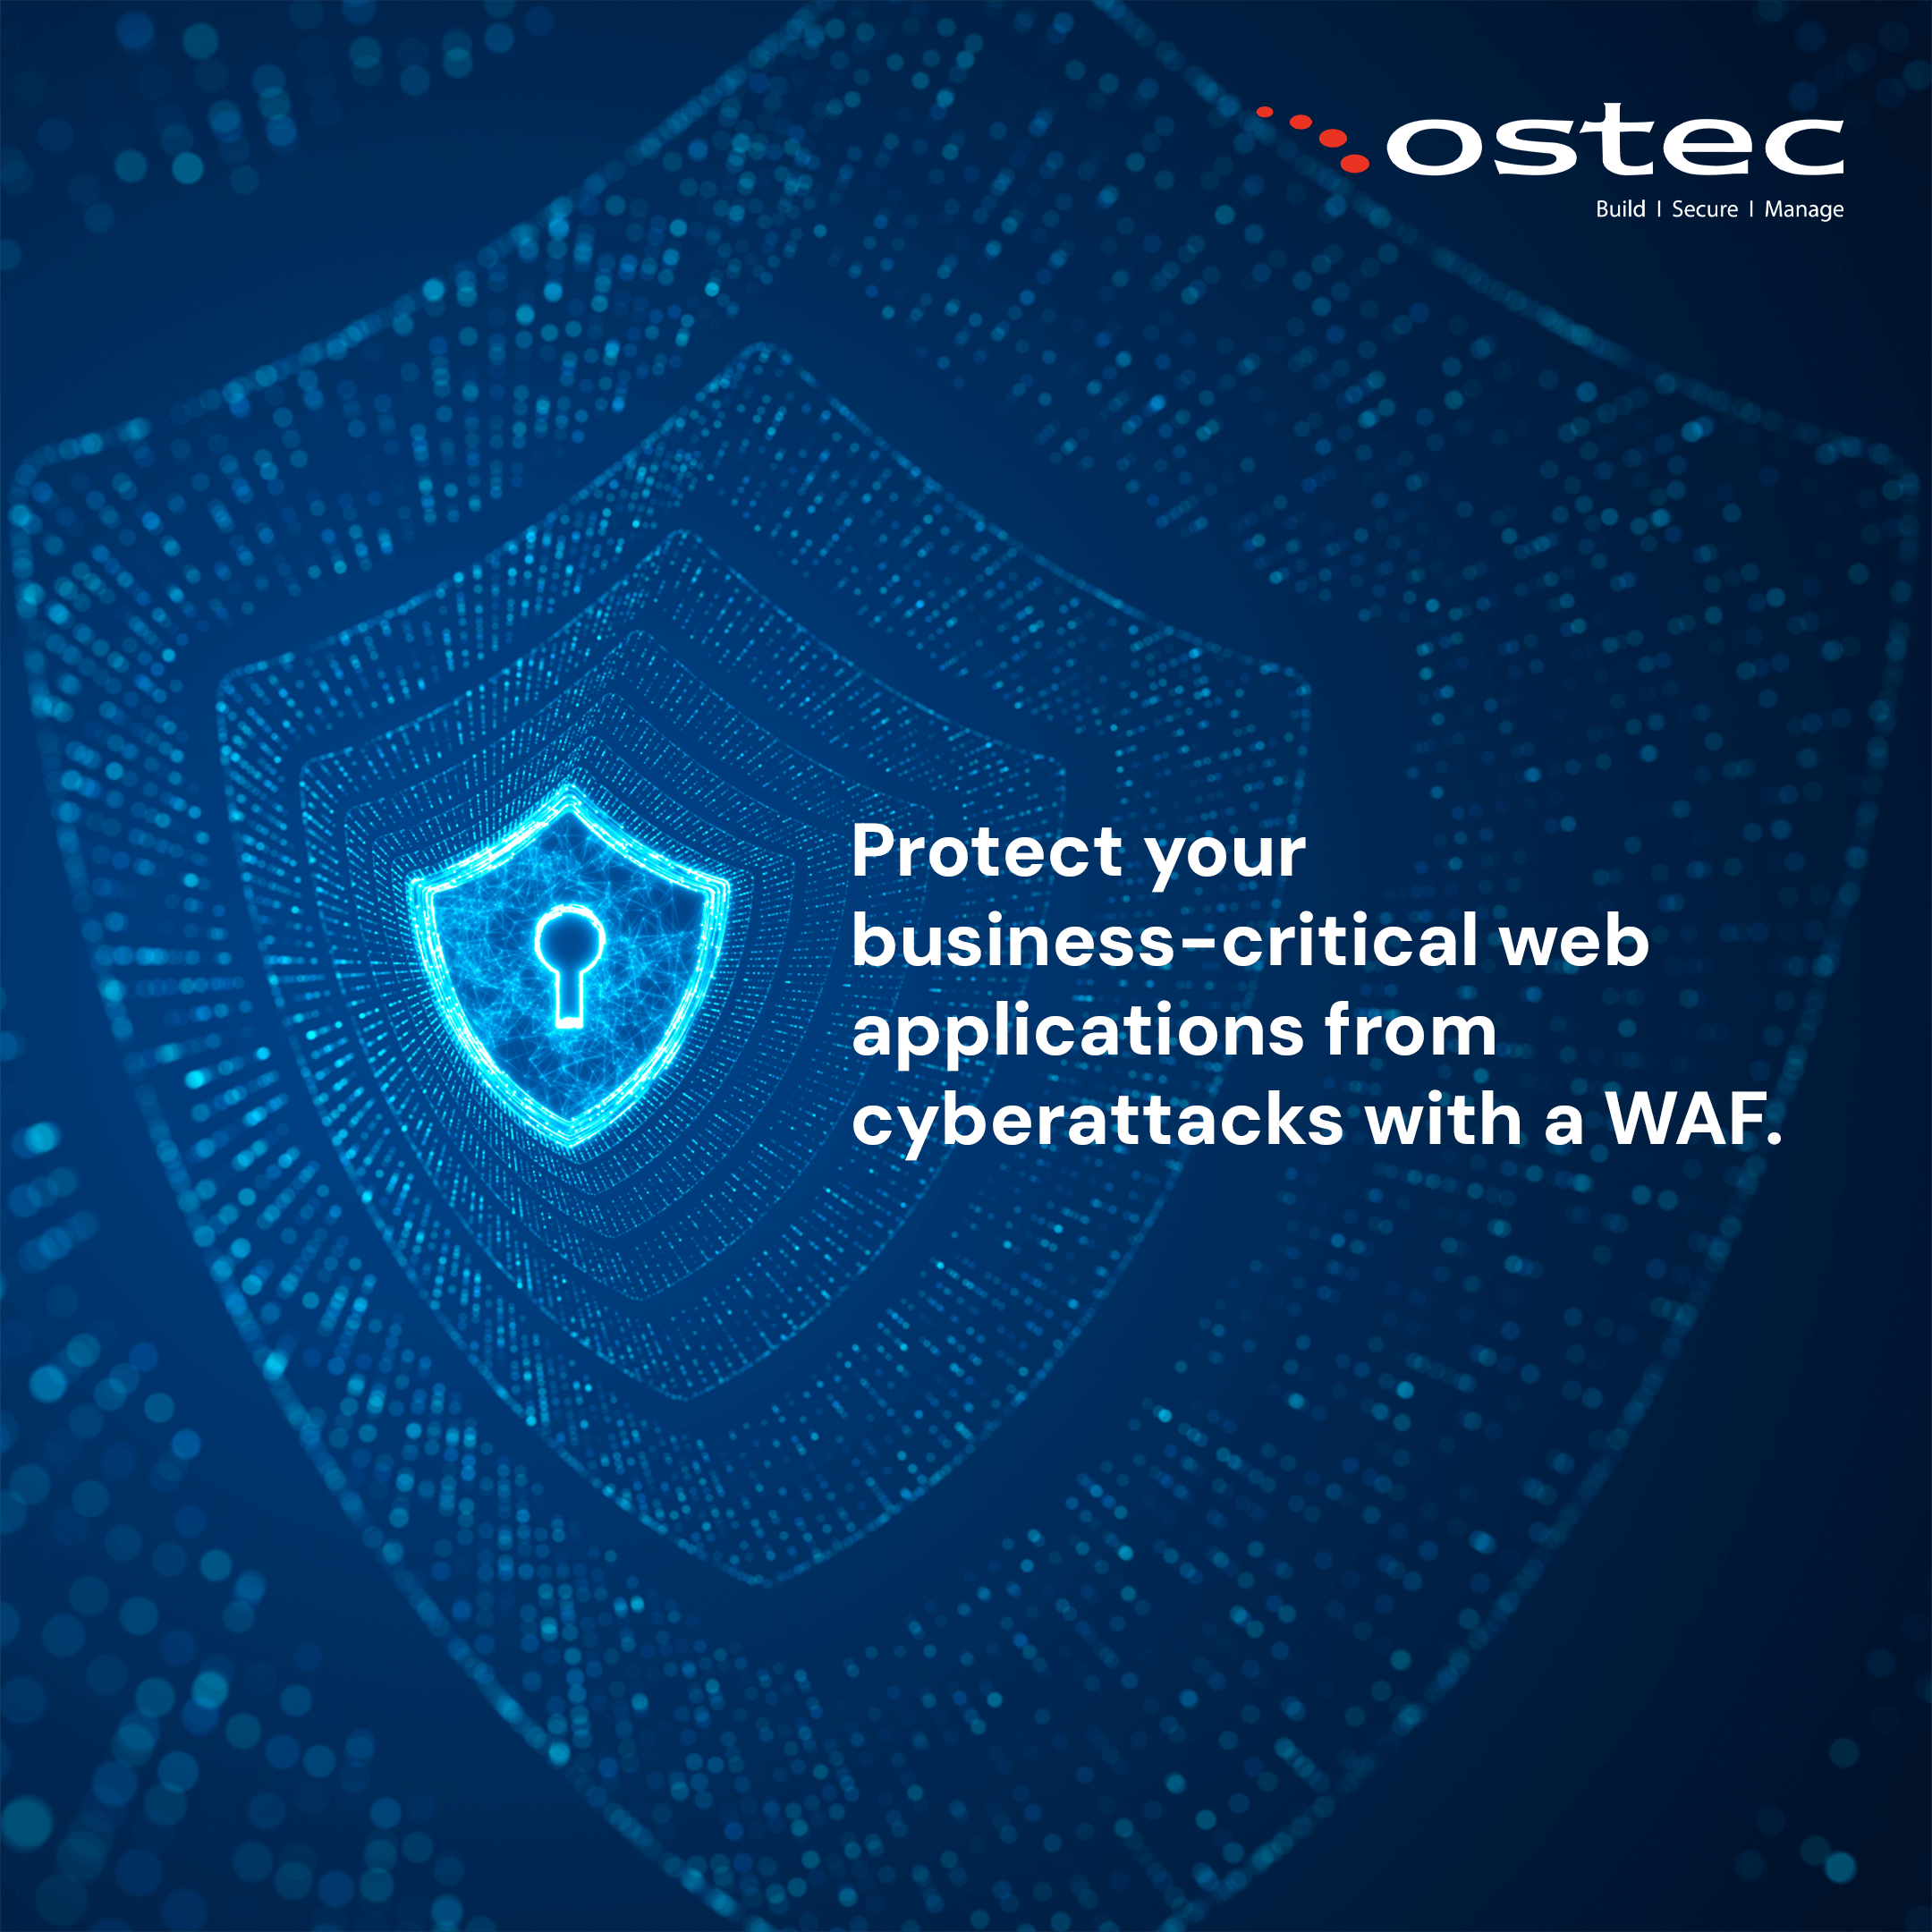 ostec
Build | Secure | Manage
Protect your
business-critical web
applications from
cyberattacks with a WAF.